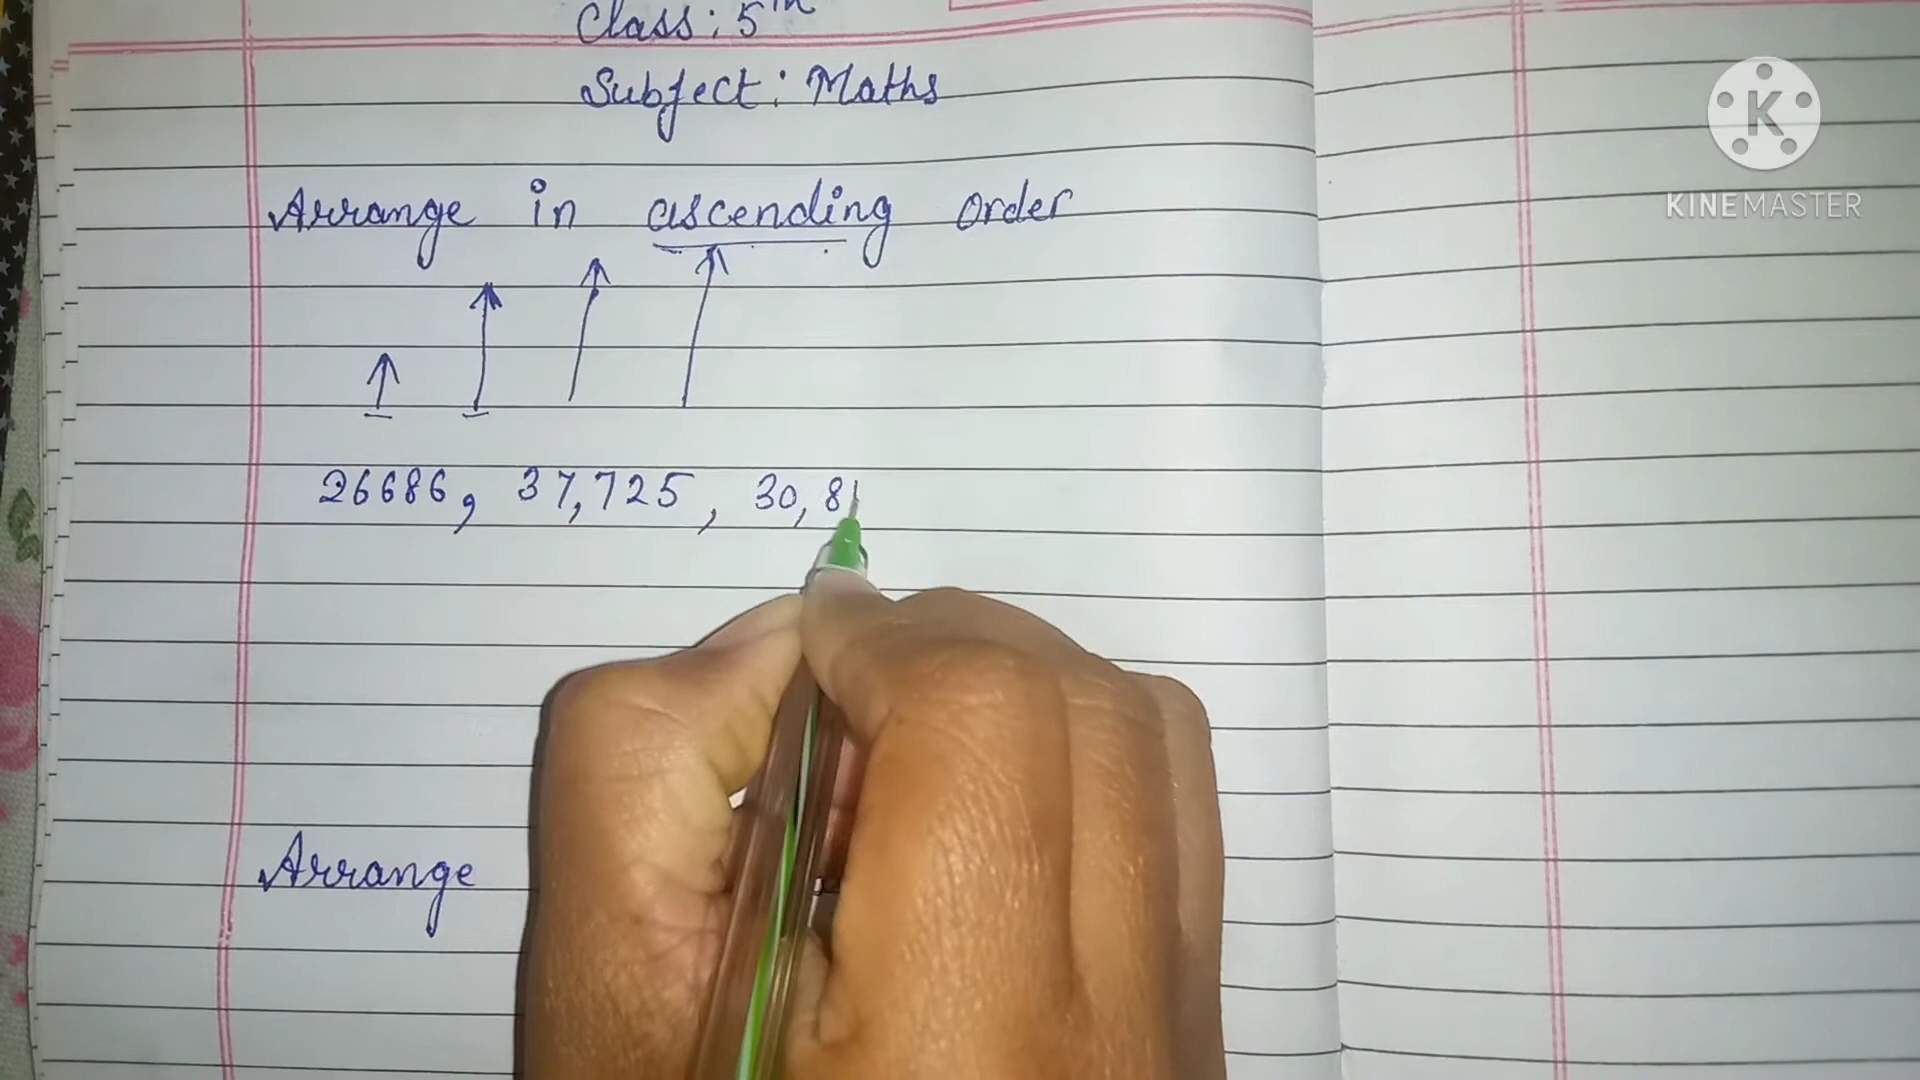 Class: 5th
Subject: Maths
Arrange in ascending order
26686, 37,725, 30,8
Arrange
K
KINEMASTER